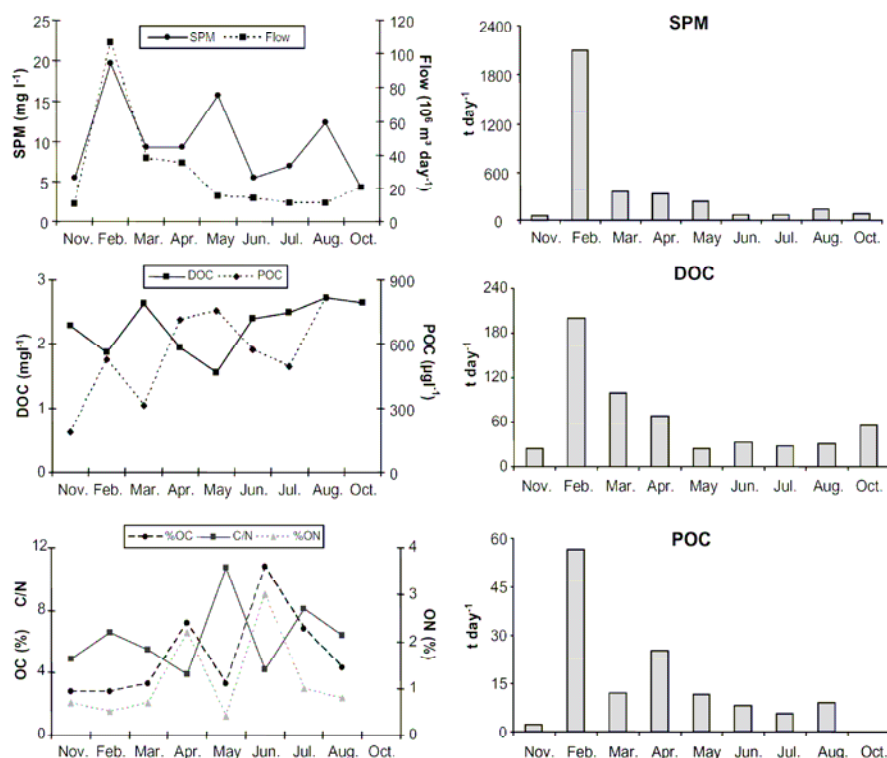 SPM
Flow
SPM (mg l⁻¹)
25
20
15
10
5
0
Flow (10⁶ m³ day⁻¹)
120
100
80
60
40
20
0
Nov. Feb. Mar. Apr. May Jun. Jul. Aug. Oct.
SPM
t day⁻¹
2400
1800
1200
600
0
Nov. Feb. Mar. Apr. May Jun. Jul. Aug. Oct.
DOC
POC
DOC (mgl⁻¹)
3
2
1
0
POC (µgl⁻¹)
900
600
300
0
Nov. Feb. Mar. Apr. May Jun. Jul. Aug. Oct.
DOC
t day⁻¹
240
180
120
60
0
Nov. Feb. Mar. Apr. May Jun. Jul. Aug. Oct.
%OC
C/N
%ON
OC (%) C/N
12
8
4
0
ON (%)
4
3
2
1
0
Nov. Feb. Mar. Apr. May Jun. Jul. Aug. Oct.
POC
t day⁻¹
60
45
30
15
0
Nov. Feb. Mar. Apr. May Jun. Jul. Aug. Oct.